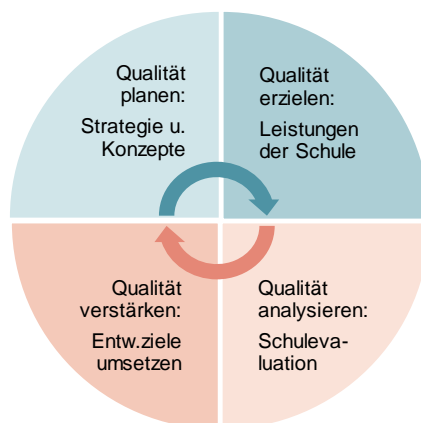 Qualität
planen:
Strategie u.
Konzepte
Qualität
erzielen:
Leistungen
der Schule
Qualität
verstärken:
Entw.ziele
umsetzen
Qualität
analysieren:
Schuleva-
luation